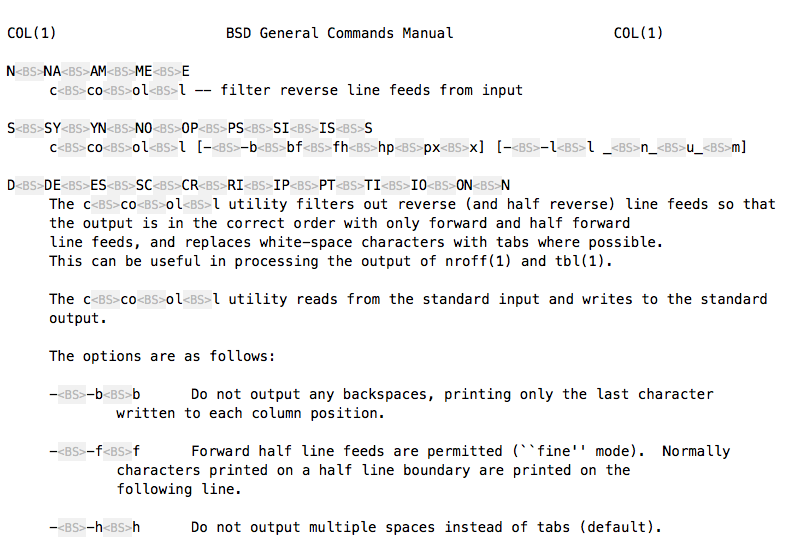 COL(1)                    BSD General Commands Manual                   COL(1)
N<BS>NA<BS>AM<BS>ME<BS>E
c<BS>co<BS>ol<BS>l -- filter reverse line feeds from input
S<BS>SY<BS>YN<BS>NO<BS>OP<BS>PS<BS>SI<BS>IS<BS>S
c<BS>co<BS>ol<BS>l [-<BS>-b<BS>bf<BS>fh<BS>hp<BS>px<BS>x] [-<BS>-l<BS>l _<BS>n_<BS>u_<BS>m]
D<BS>DE<BS>ES<BS>SC<BS>CR<BS>RI<BS>IP<BS>PT<BS>TI<BS>IO<BS>ON<BS>N
The c<BS>co<BS>ol<BS>l utility filters out reverse (and half reverse) line feeds so that
the output is in the correct order with only forward and half forward
line feeds, and replaces white-space characters with tabs where possible.
This can be useful in processing the output of nroff(1) and tbl(1).
The c<BS>co<BS>ol<BS>l utility reads from the standard input and writes to the standard
output.
The options are as follows:
-<BS>-b<BS>b      Do not output any backspaces, printing only the last character
written to each column position.
-<BS>-f<BS>f      Forward half line feeds are permitted (``fine'' mode).  Normally
characters printed on a half line boundary are printed on the
following line.
-<BS>-h<BS>h      Do not output multiple spaces instead of tabs (default).